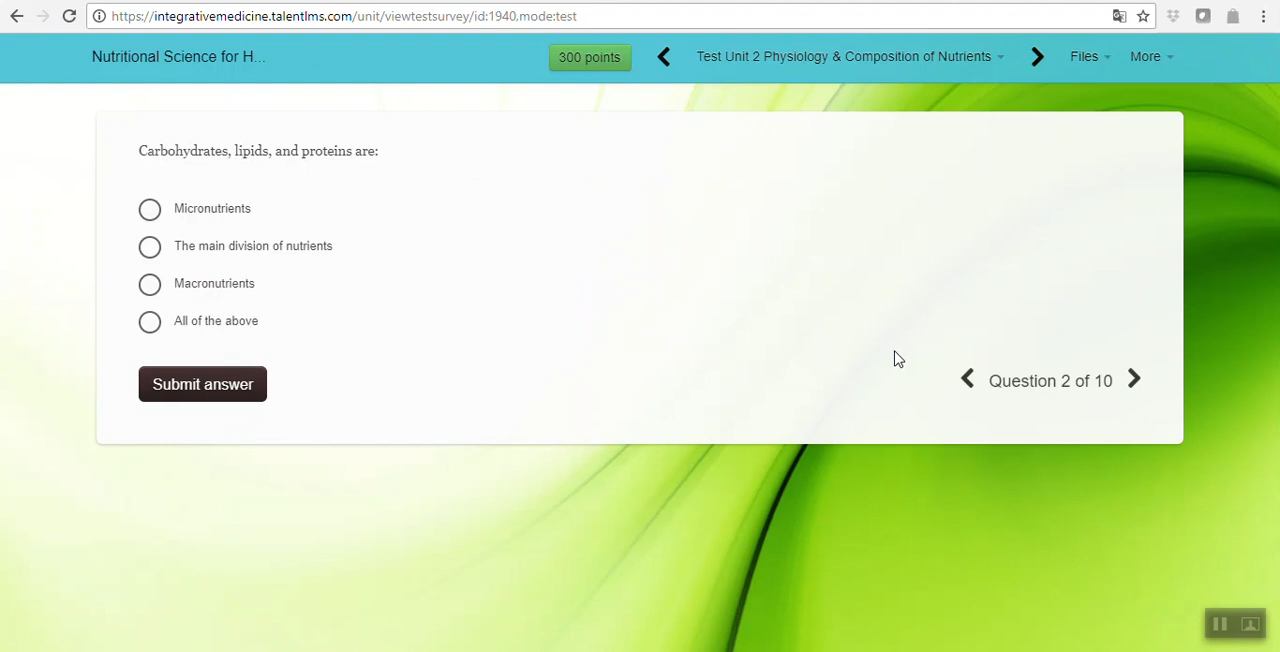 https://integrativemedicine.talentlms.com/unit/viewtestsurvey/id:1940,mode:test
Nutritional Science for H...
300 points
Test Unit 2 Physiology & Composition of Nutrients
Files
More
Carbohydrates, lipids, and proteins are:
Micronutrients
The main division of nutrients
Macronutrients
All of the above
Submit answer
Question 2 of 10